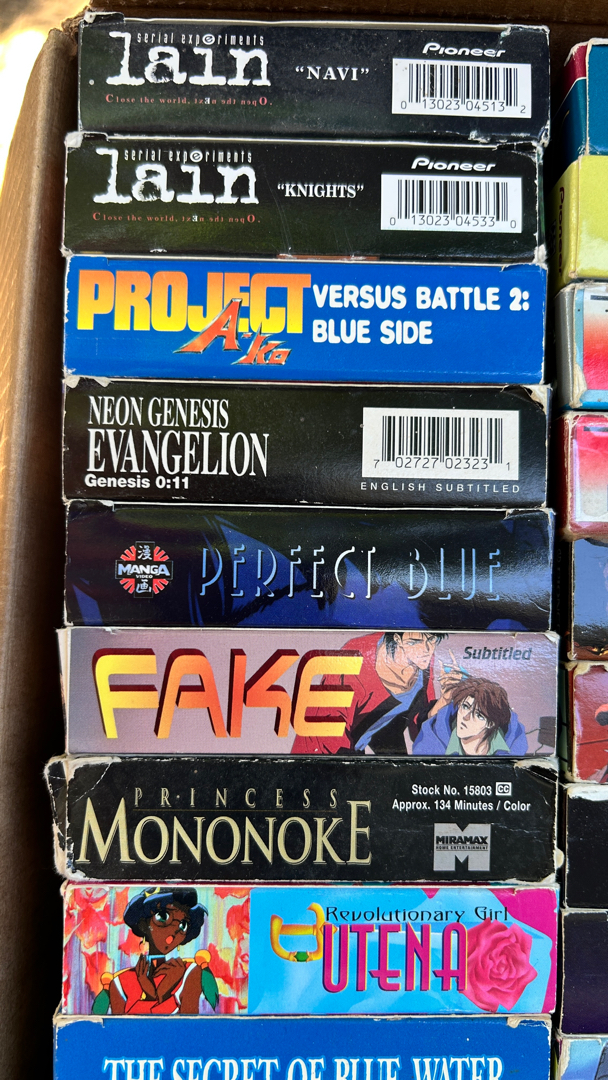 serial experiments
lain
Close the world, txEn eht nepO.
"NAVI"
Pioneer
0 13023 04513 2
serial experiments
lain
Close the world, txEn eht nepO.
"KNIGHTS"
Pioneer
0 13023 04533 0
PROJECT
A-Ko
VERSUS BATTLE 2:
BLUE SIDE
NEON GENESIS
EVANGELION
Genesis 0:11
7 02727 02323 1
ENGLISH SUBTITLED
漫
MANGA
VIDEO
画
PERFECT BLUE
FAKE
Subtitled
PRINCESS
MONONOKE
Stock No. 15803 CC
Approx. 134 Minutes / Color
MIRAMAX
HOME ENTERTAINMENT
Revolutionary Girl
UTENA
THE SECRET OF BLUE WATER